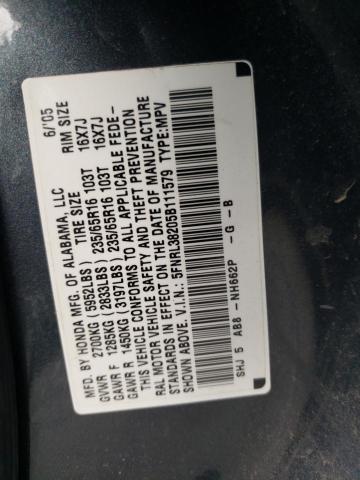 MFD. BY HONDA MFG. OF ALABAMA, LLC 6/'05
TIRE SIZE RIM SIZE
GVWR 2700KG (5952LBS)
GAWR F 1285KG (2833LBS) 235/65R16 103T 16X7J
GAWR R 1450KG (3197LBS) 235/65R16 103T 16X7J
THIS VEHICLE CONFORMS TO ALL APPLICABLE FEDE-
RAL MOTOR VEHICLE SAFETY AND THEFT PREVENTION
STANDARDS IN EFFECT ON THE DATE OF MANUFACTURE
SHOWN ABOVE. V.I.N.: 5FNRL38205B111579 TYPE:MPV
SHJ 5 AB8 -NH662P -G -B